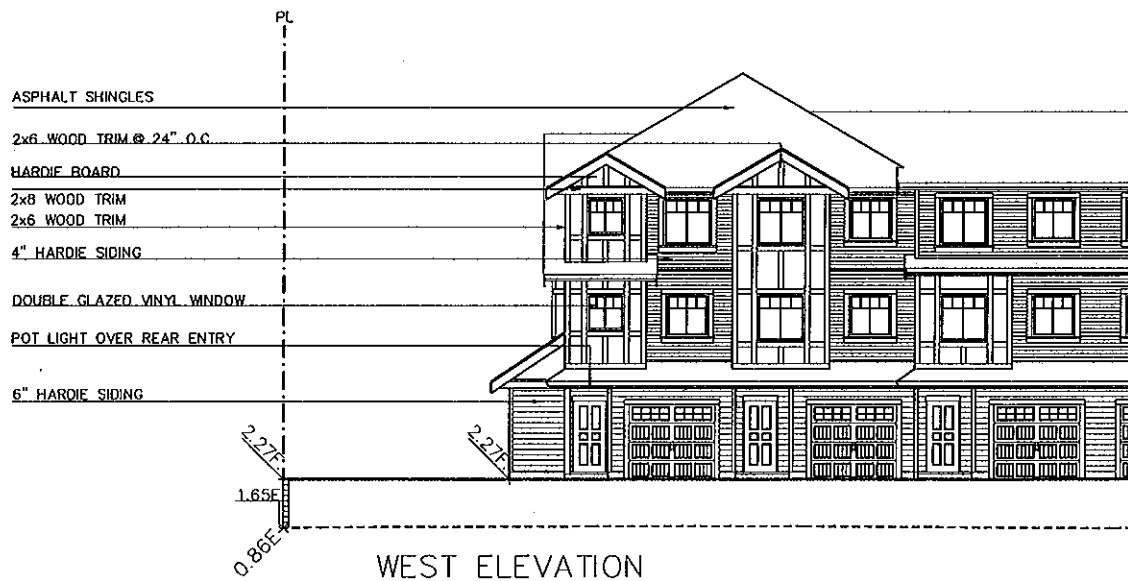 PL
ASPHALT SHINGLES
2x6 WOOD TRIM @ 24" O.C
HARDIE BOARD
2x8 WOOD TRIM
2x6 WOOD TRIM
4" HARDIE SIDING
DOUBLE GLAZED VINYL WINDOW
POT LIGHT OVER REAR ENTRY
6" HARDIE SIDING
2.27F
2.27F
1.65E
0.86E
WEST ELEVATION